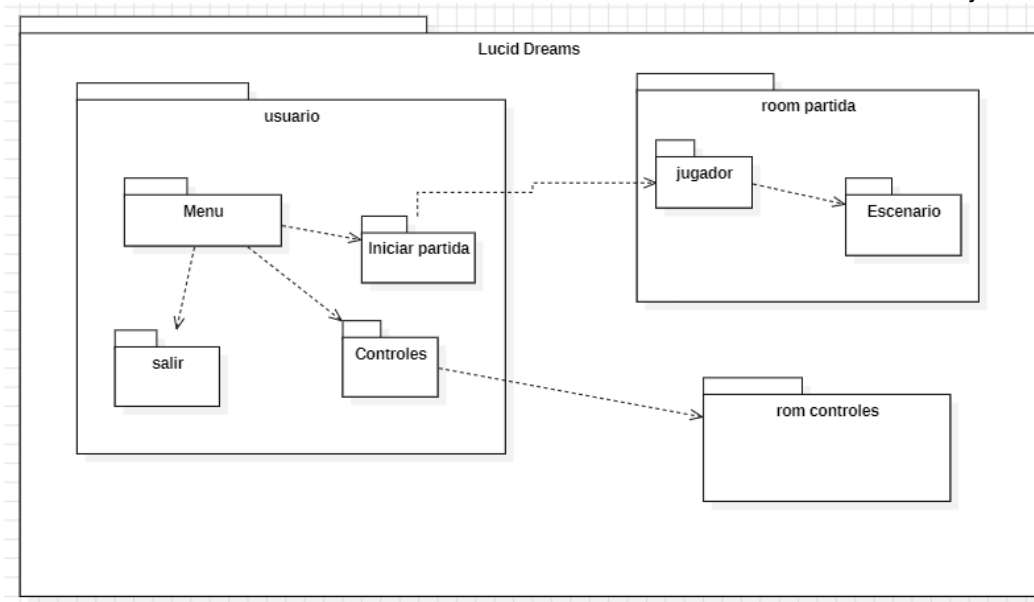 Lucid Dreams
usuario
room partida
Menu
Iniciar partida
jugador
Escenario
salir
Controles
rom controles